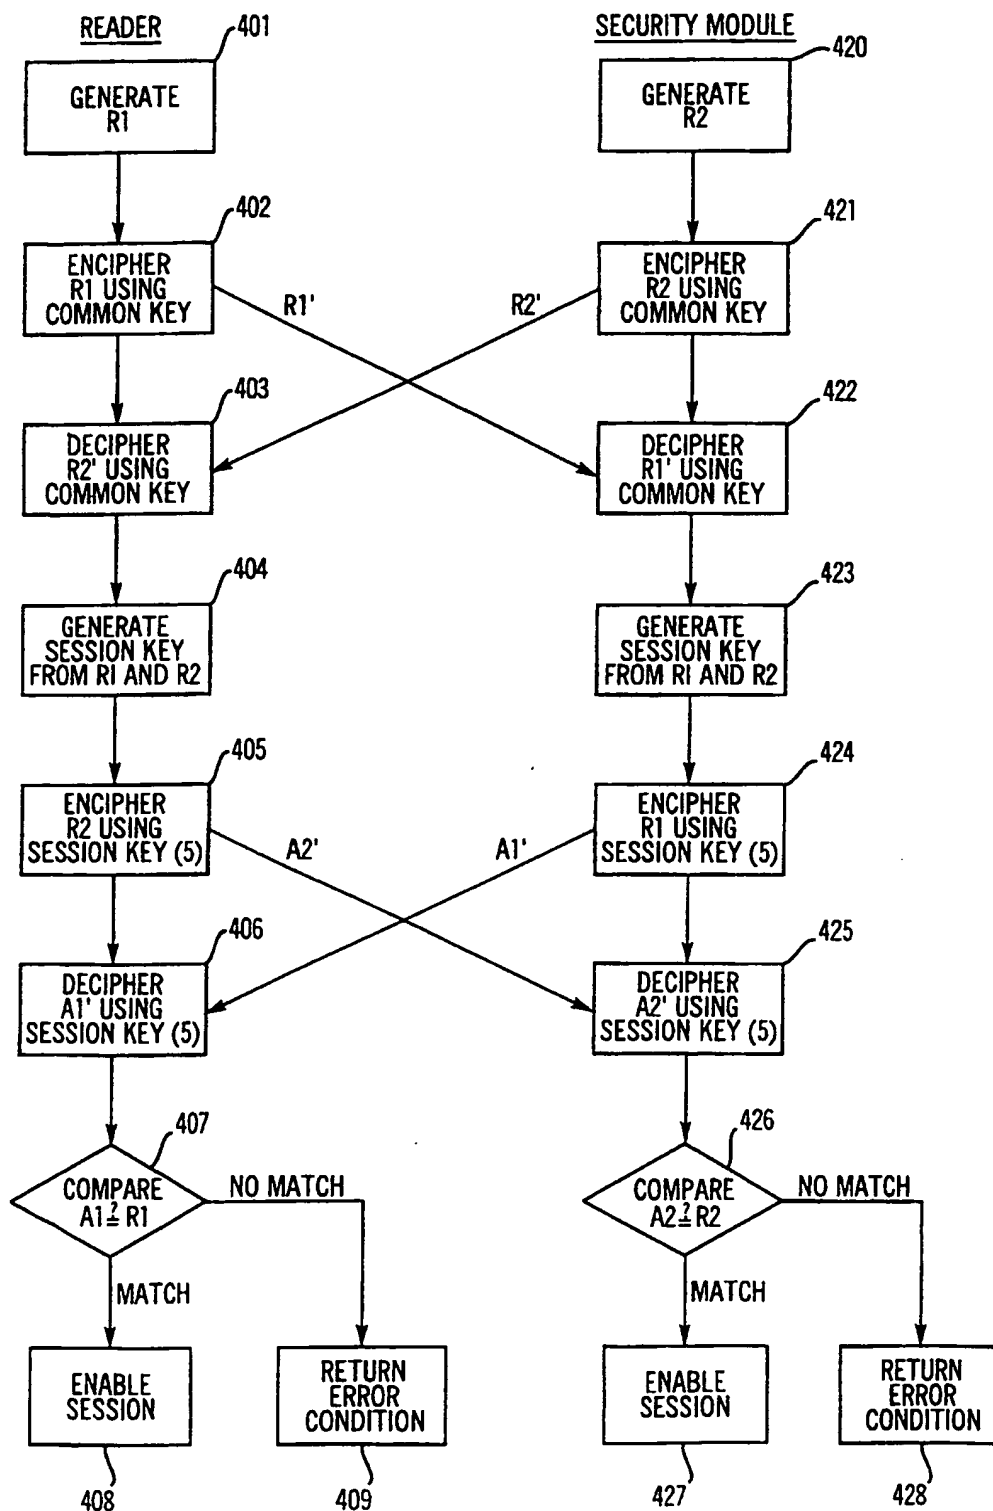 READER
SECURITY MODULE
401
420
GENERATE
R1
GENERATE
R2
402
421
ENCIPHER
R1 USING
COMMON KEY
ENCIPHER
R2 USING
COMMON KEY
R1'
R2'
403
422
DECIPHER
R2' USING
COMMON KEY
DECIPHER
R1' USING
COMMON KEY
404
423
GENERATE
SESSION KEY
FROM R1 AND R2
GENERATE
SESSION KEY
FROM R1 AND R2
405
424
ENCIPHER
R2 USING
SESSION KEY (5)
ENCIPHER
R1 USING
SESSION KEY (5)
A2'
A1'
406
425
DECIPHER
A1' USING
SESSION KEY (5)
DECIPHER
A2' USING
SESSION KEY (5)
407
426
COMPARE
A1 ≟ R1
NO MATCH
COMPARE
A2 ≟ R2
NO MATCH
MATCH
MATCH
ENABLE
SESSION
RETURN
ERROR
CONDITION
ENABLE
SESSION
RETURN
ERROR
CONDITION
408
409
427
428